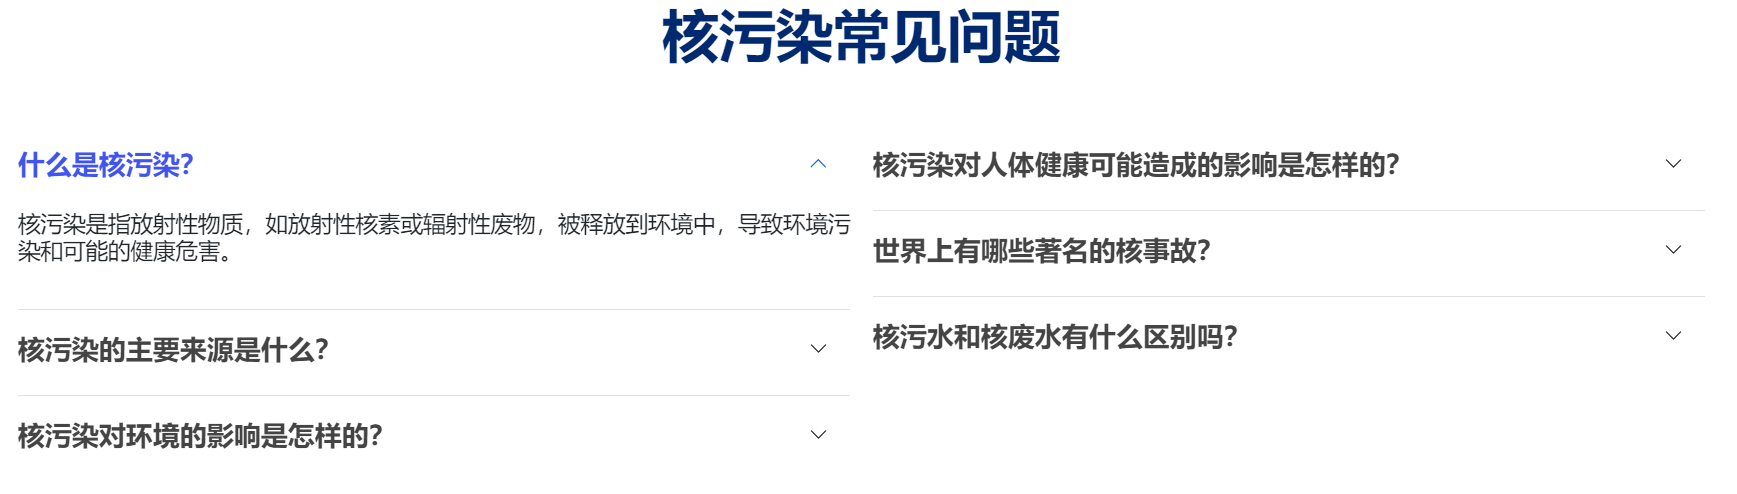 核污染常见问题
什么是核污染?
核污染是指放射性物质，如放射性核素或辐射性废物，被释放到环境中，导致环境污
染和可能的健康危害。
核污染的主要来源是什么?
核污染对环境的影响是怎样的?
核污染对人体健康可能造成的影响是怎样的?
世界上有哪些著名的核事故?
核污水和核废水有什么区别吗?